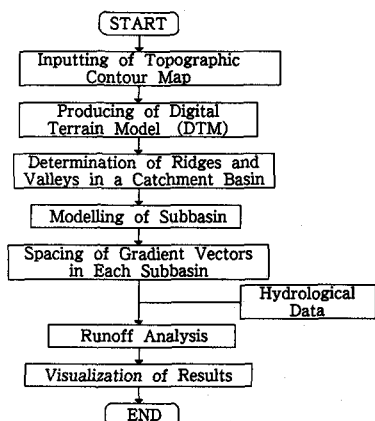 START
Inputting of Topographic
Contour Map
Producing of Digital
Terrain Model (DTM)
Determination of Ridges and
Valleys in a Catchment Basin
Modelling of Subbasin
Spacing of Gradient Vectors
in Each Subbasin
Hydrological
Data
Runoff Analysis
Visualization of Results
END